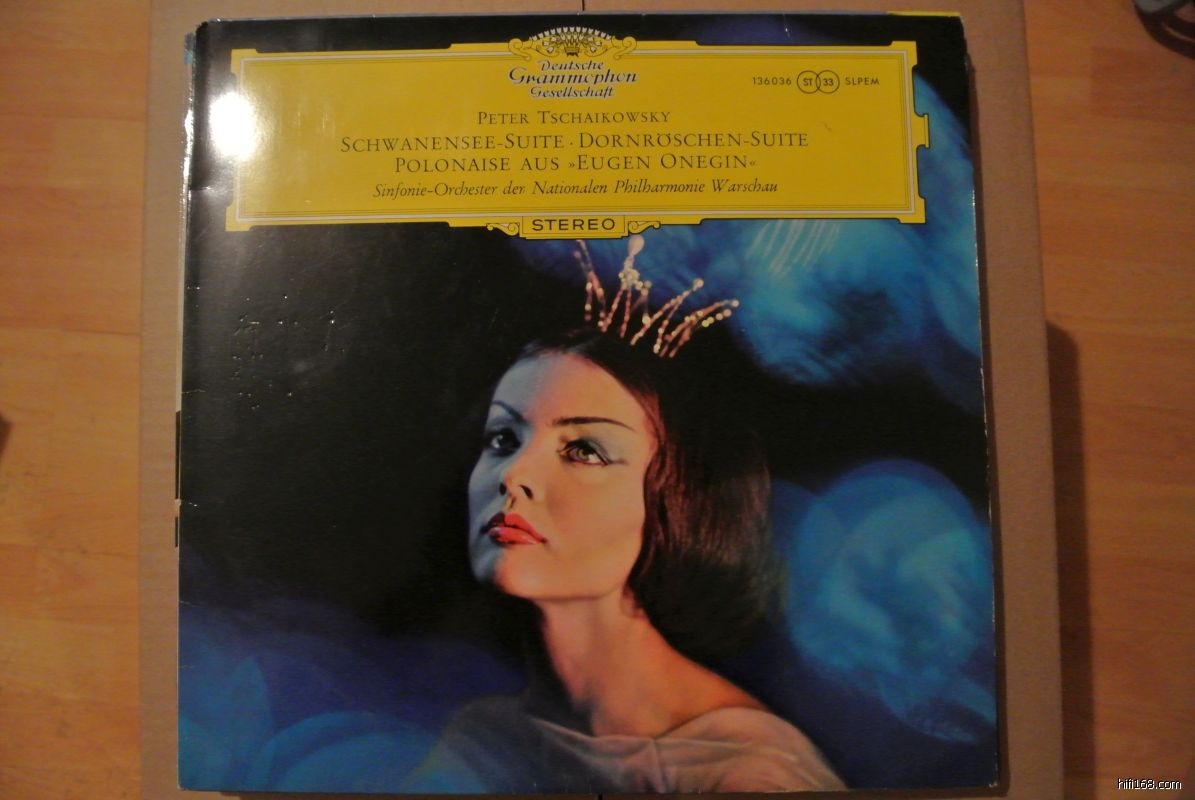 Deutsche
Grammophon
Gesellschaft
136036 ST 33 SLPEM
PETER TSCHAIKOWSKY
SCHWANENSEE-SUITE · DORNRÖSCHEN-SUITE
POLONAISE AUS »EUGEN ONEGIN«
Sinfonie-Orchester der Nationalen Philharmonie Warschau
STEREO
hifi168.com